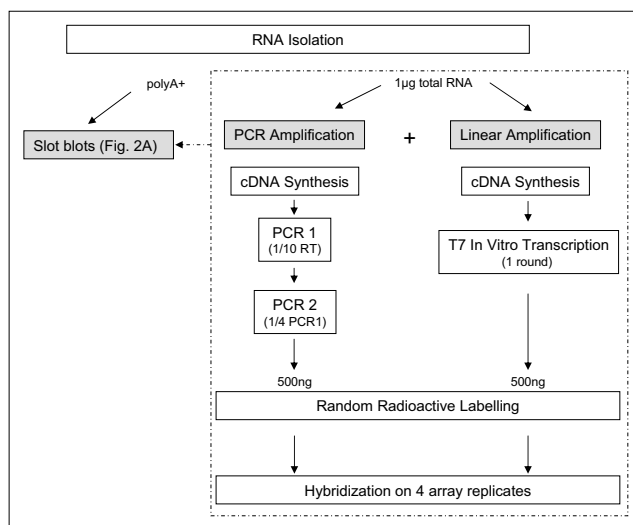 RNA Isolation
polyA+
1µg total RNA
Slot blots (Fig. 2A)
PCR Amplification
+
Linear Amplification
cDNA Synthesis
cDNA Synthesis
PCR 1
(1/10 RT)
T7 In Vitro Transcription
(1 round)
PCR 2
(1/4 PCR1)
500ng
500ng
Random Radioactive Labelling
Hybridization on 4 array replicates